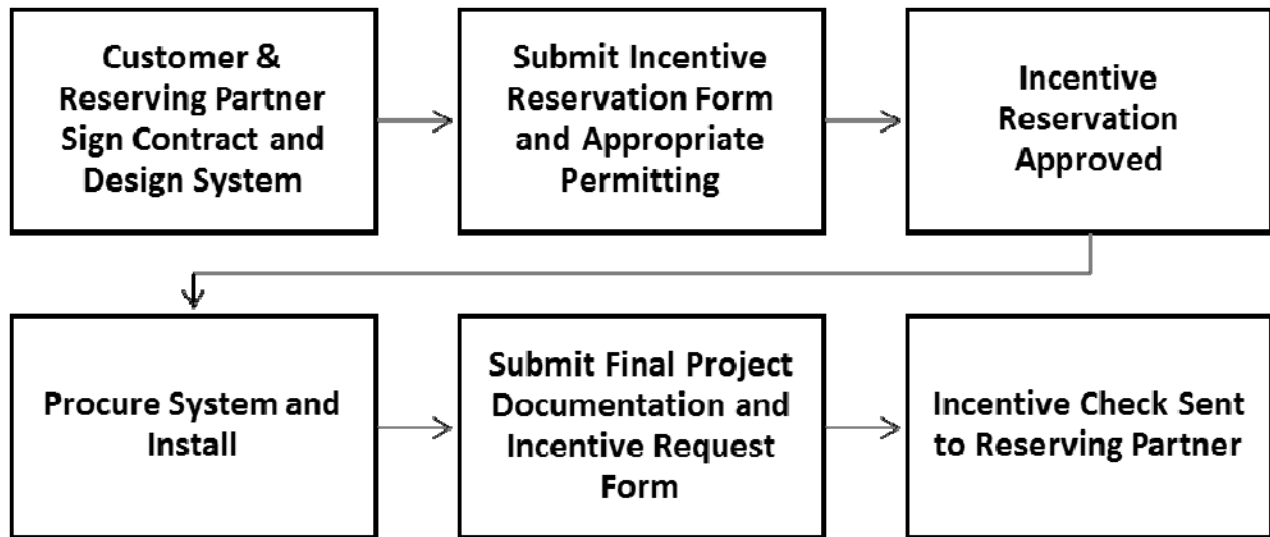 Customer &
Reserving Partner
Sign Contract and
Design System
Submit Incentive
Reservation Form
and Appropriate
Permitting
Incentive
Reservation
Approved
Procure System and
Install
Submit Final Project
Documentation and
Incentive Request
Form
Incentive Check Sent
to Reserving Partner